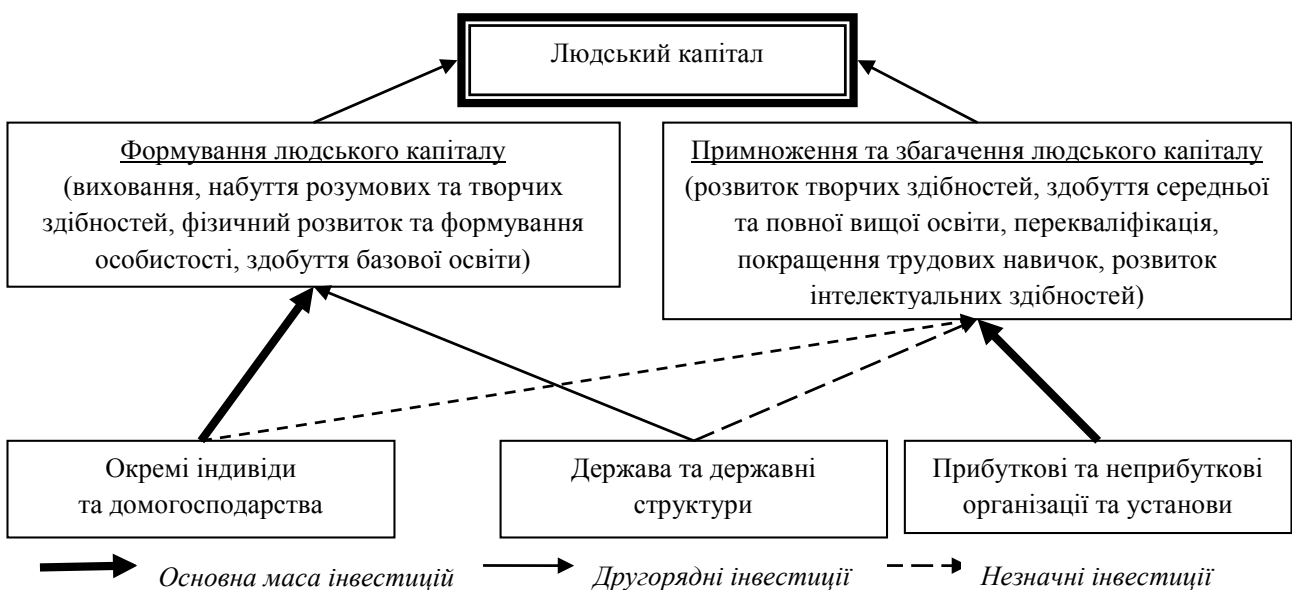 Людський капітал
Формування людського капіталу
(виховання, набуття розумових та творчих
здібностей, фізичний розвиток та формування
особистості, здобуття базової освіти)
Примноження та збагачення людського капіталу
(розвиток творчих здібностей, здобуття середньої
та повної вищої освіти, перекваліфікація,
покращення трудових навичок, розвиток
інтелектуальних здібностей)
Окремі індивіди
та домогосподарства
Держава та державні
структури
Прибуткові та неприбуткові
організації та установи
Основна маса інвестицій
Другорядні інвестиції
Незначні інвестиції